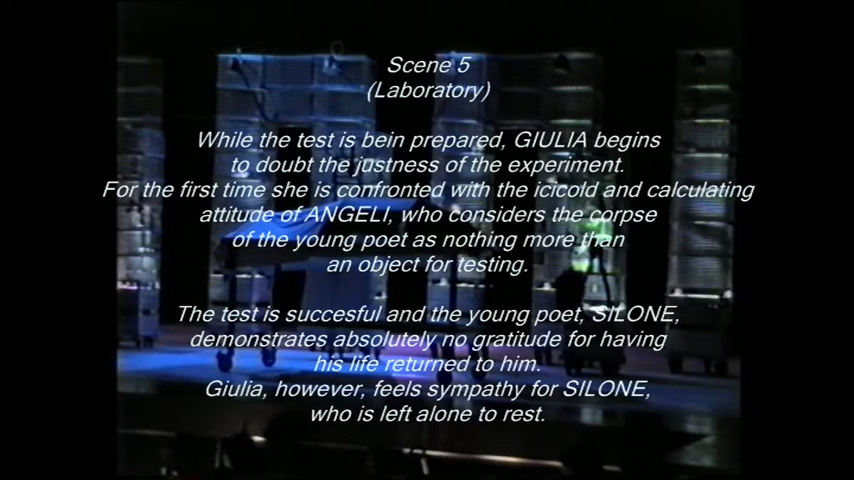 Scene 5
(Laboratory)
While the test is bein prepared, GIULIA begins
to doubt the justness of the experiment.
For the first time she is confronted with the icicold and calculating
attitude of ANGELI, who considers the corpse
of the young poet as nothing more than
an object for testing.
The test is succesful and the young poet, SILONE,
demonstrates absolutely no gratitude for having
his life returned to him.
Giulia, however, feels sympathy for SILONE,
who is left alone to rest.